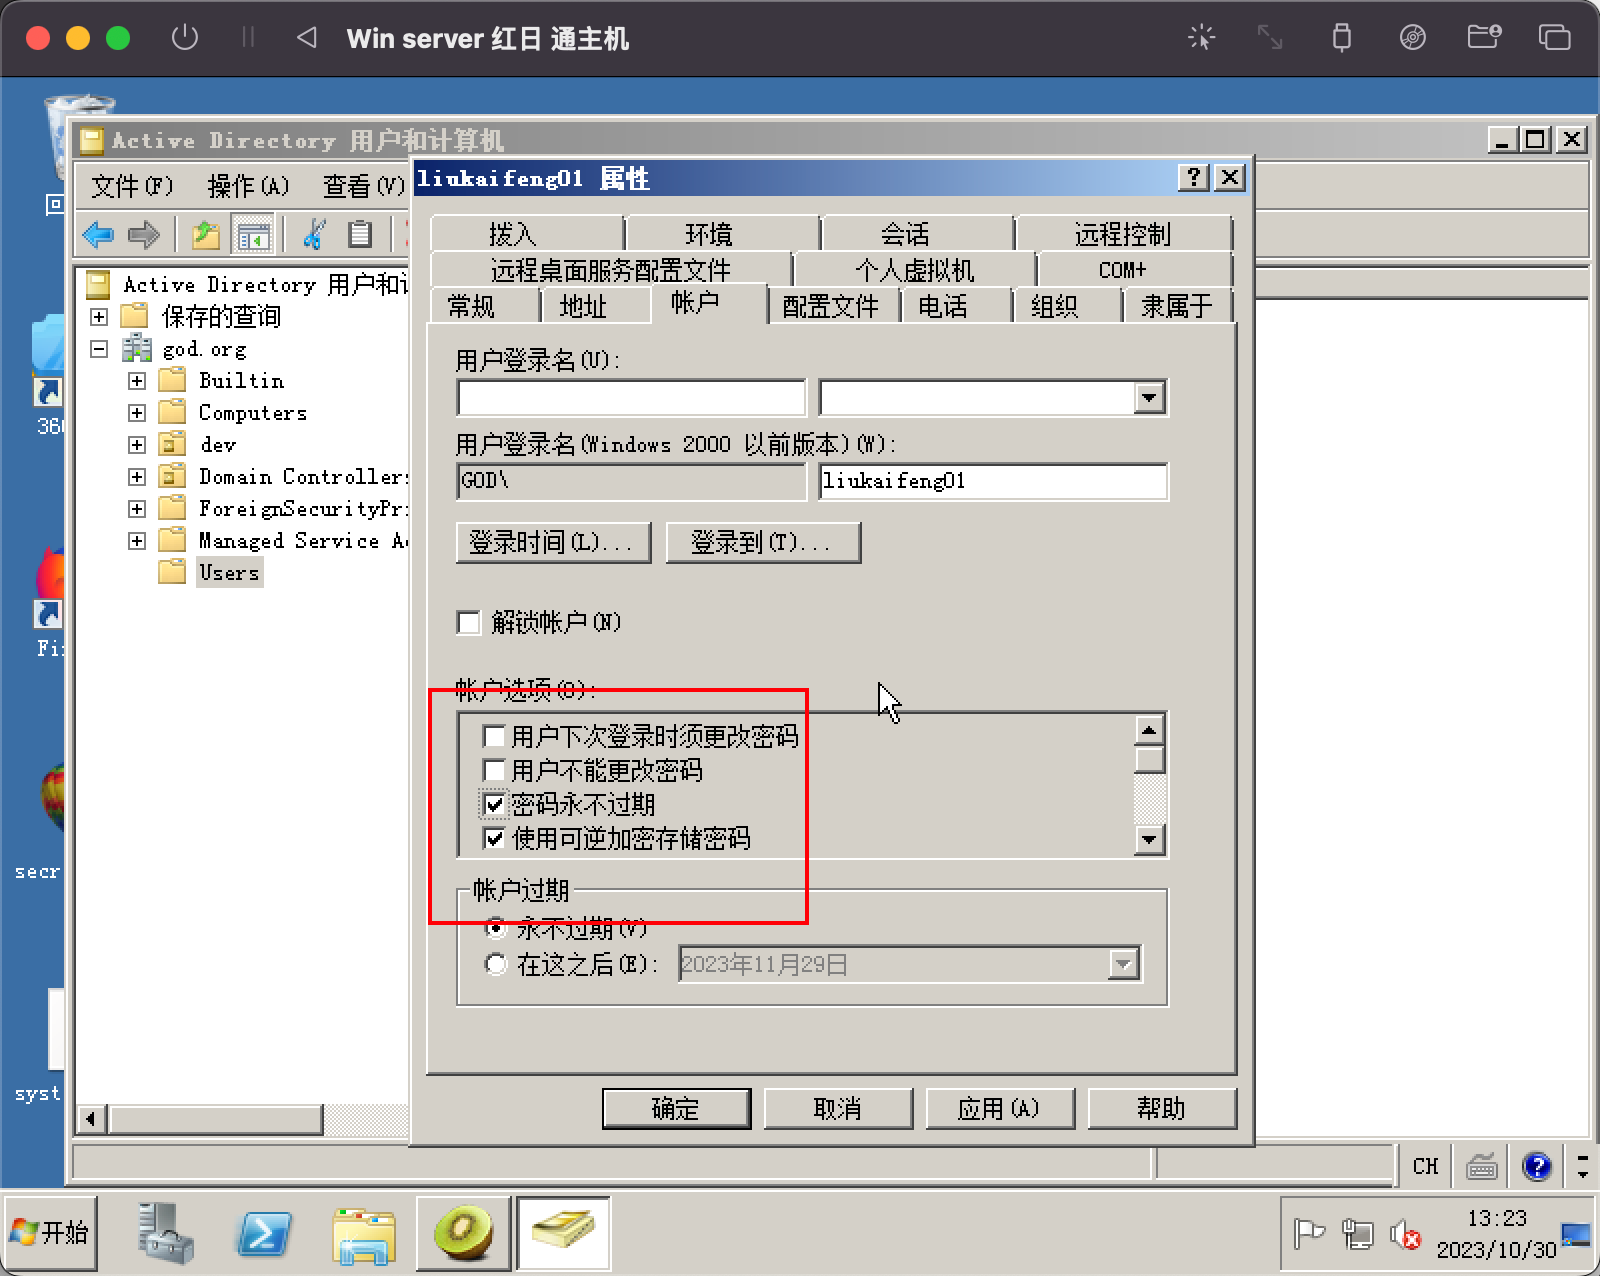 Win server 红日 通主机
Active Directory 用户和计算机
文件(F) 操作(A) 查看(V)
liukaifeng01 属性
拨入 环境 会话 远程控制
远程桌面服务配置文件 个人虚拟机 COM+
常规 地址 帐户 配置文件 电话 组织 隶属于
Active Directory 用户和
保存的查询
god.org
Builtin
Computers
dev
Domain Controller
ForeignSecurityPr
Managed Service A
Users
用户登录名(U):
用户登录名(Windows 2000 以前版本)(W):
GOD\ liukaifeng01
登录时间(L)... 登录到(T)...
解锁帐户(N)
帐户选项(O):
用户下次登录时须更改密码
用户不能更改密码
密码永不过期
使用可逆加密存储密码
帐户过期
永不过期(V)
在这之后(E): 2023年11月29日
确定 取消 应用(A) 帮助
36
Fi
secr
syst
CH
开始
13:23
2023/10/30